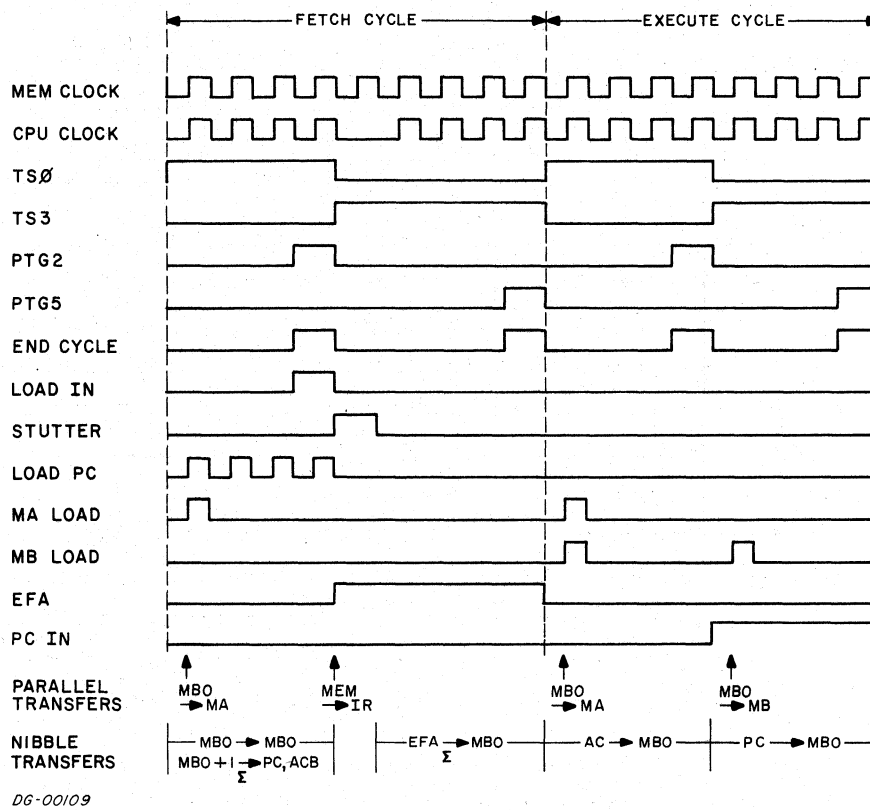 FETCH CYCLE EXECUTE CYCLE
MEM CLOCK
CPU CLOCK
TSØ
TS3
PTG2
PTG5
END CYCLE
LOAD IN
STUTTER
LOAD PC
MA LOAD
MB LOAD
EFA
PC IN
PARALLEL TRANSFERS
MBO → MA
MEM → IR
MBO → MA
MBO → MB
NIBBLE TRANSFERS
MBO → MBO
MBO + 1 → PC, ACB
Σ
EFA → MBO
Σ
AC → MBO
PC → MBO
DG-00109